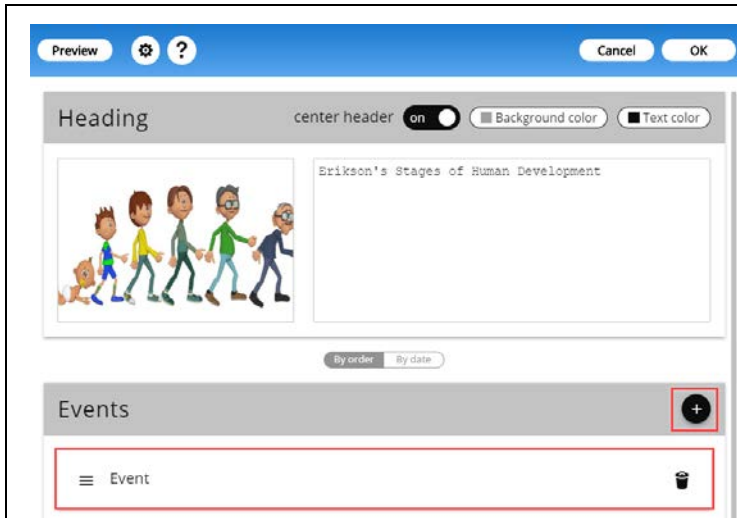 Preview ? Cancel OK
Heading center header on Background color Text color
Erikson's Stages of Human Development
By order By date
Events +
Event